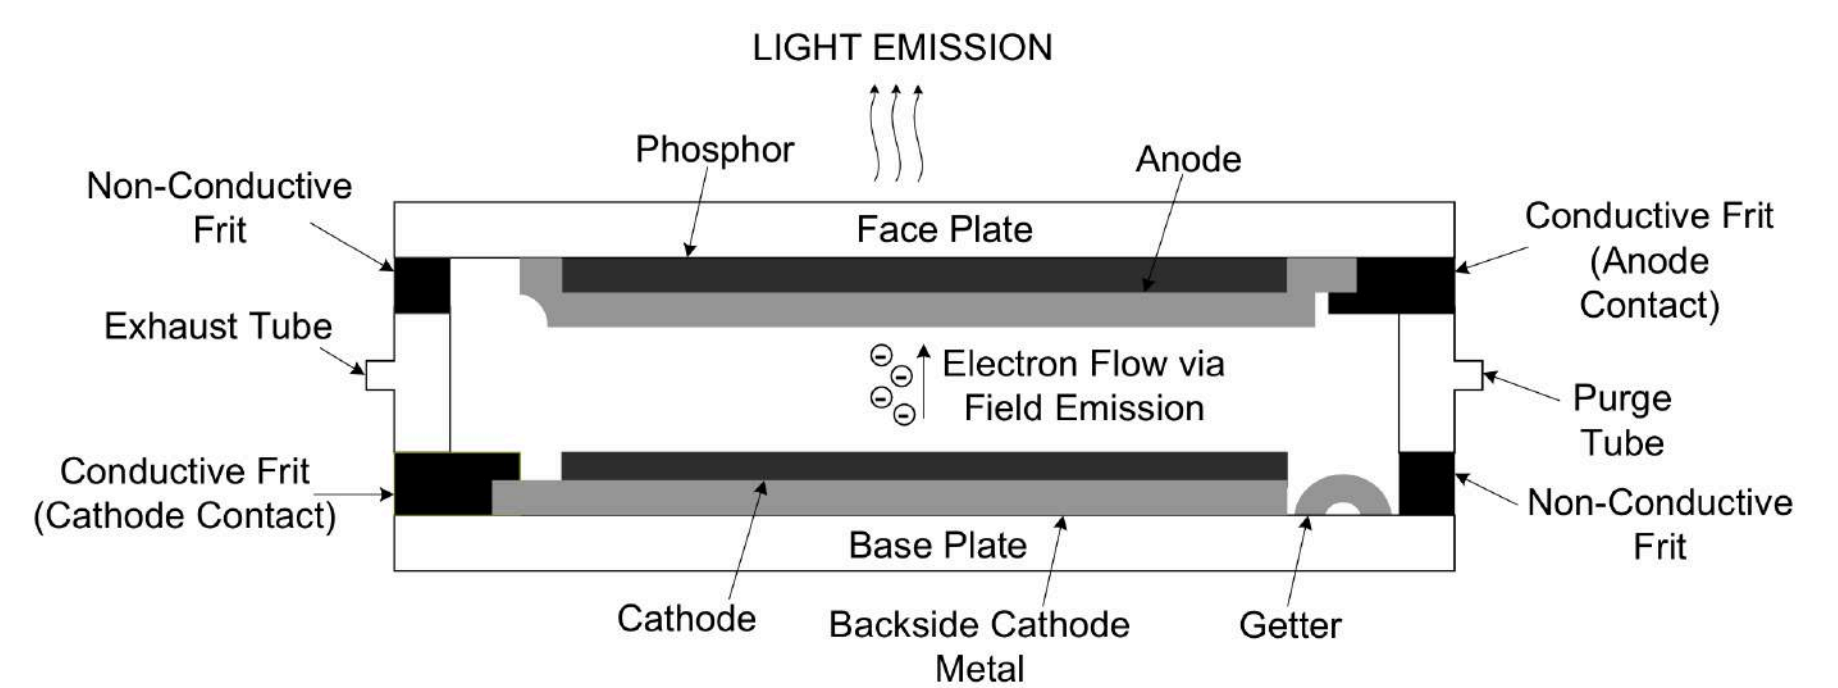 LIGHT EMISSION
Phosphor
Anode
Non-Conductive
Frit
Face Plate
Conductive Frit
(Anode
Contact)
Exhaust Tube
Electron Flow via
Field Emission
Purge
Tube
Conductive Frit
(Cathode Contact)
Non-Conductive
Frit
Base Plate
Cathode
Backside Cathode
Metal
Getter